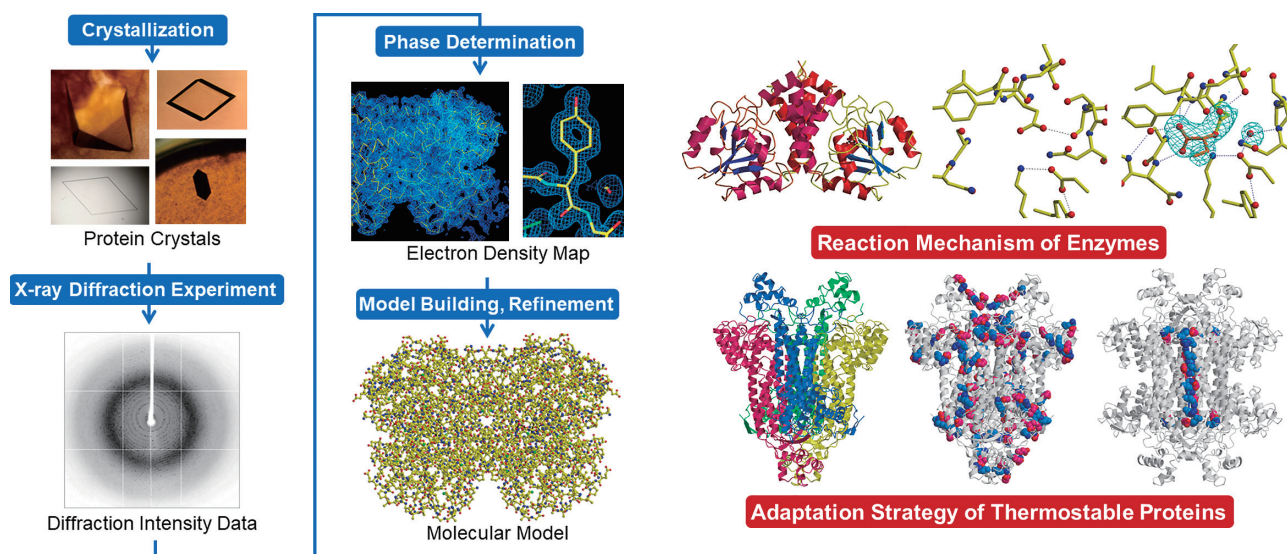 Crystallization
Protein Crystals
X-ray Diffraction Experiment
Diffraction Intensity Data
Phase Determination
Electron Density Map
Model Building, Refinement
Molecular Model
Reaction Mechanism of Enzymes
Adaptation Strategy of Thermostable Proteins